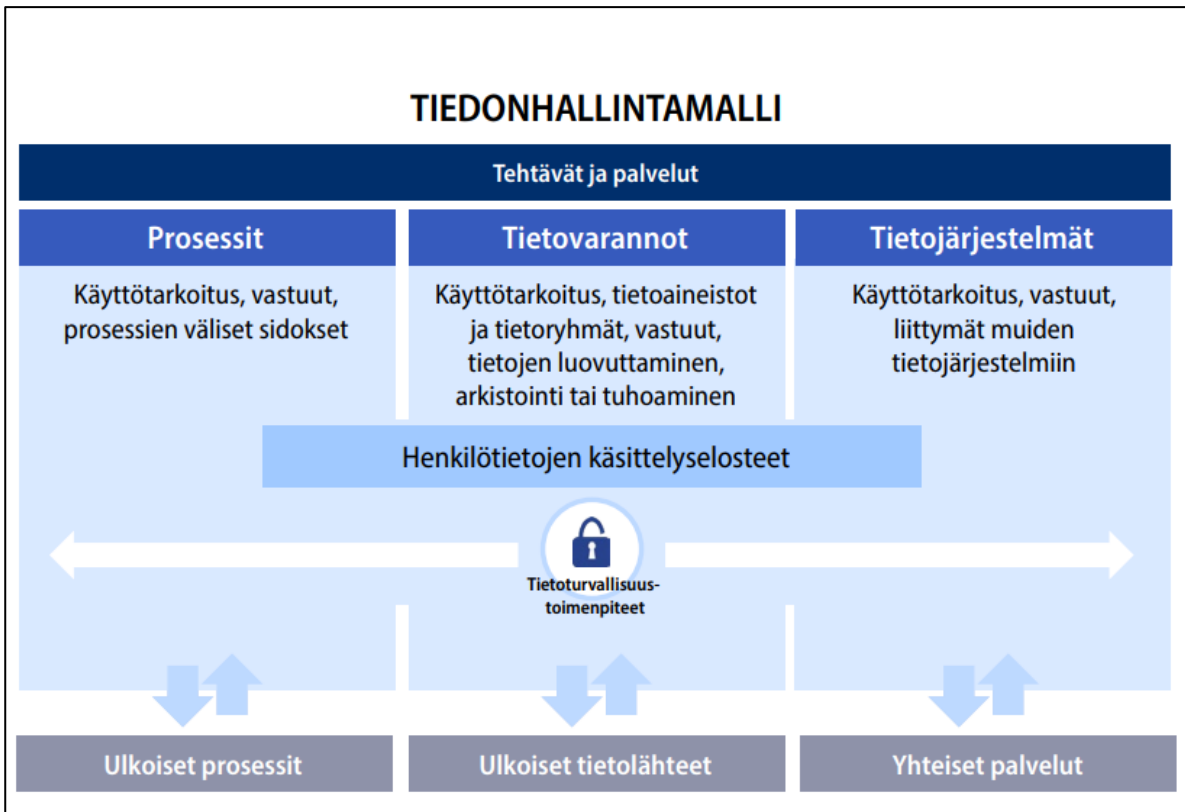 TIEDONHALLINTAMALLI
Tehtävät ja palvelut
Prosessit
Käyttötarkoitus, vastuut,
prosessien väliset sidokset
Tietovarannot
Käyttötarkoitus, tietoaineistot
ja tietoryhmät, vastuut,
tietojen luovuttaminen,
arkistointi tai tuhoaminen
Tietojärjestelmät
Käyttötarkoitus, vastuut,
liittymät muiden
tietojärjestelmiin
Henkilötietojen käsittelyselosteet
Tietoturvallisuus-
toimenpiteet
Ulkoiset prosessit
Ulkoiset tietolähteet
Yhteiset palvelut